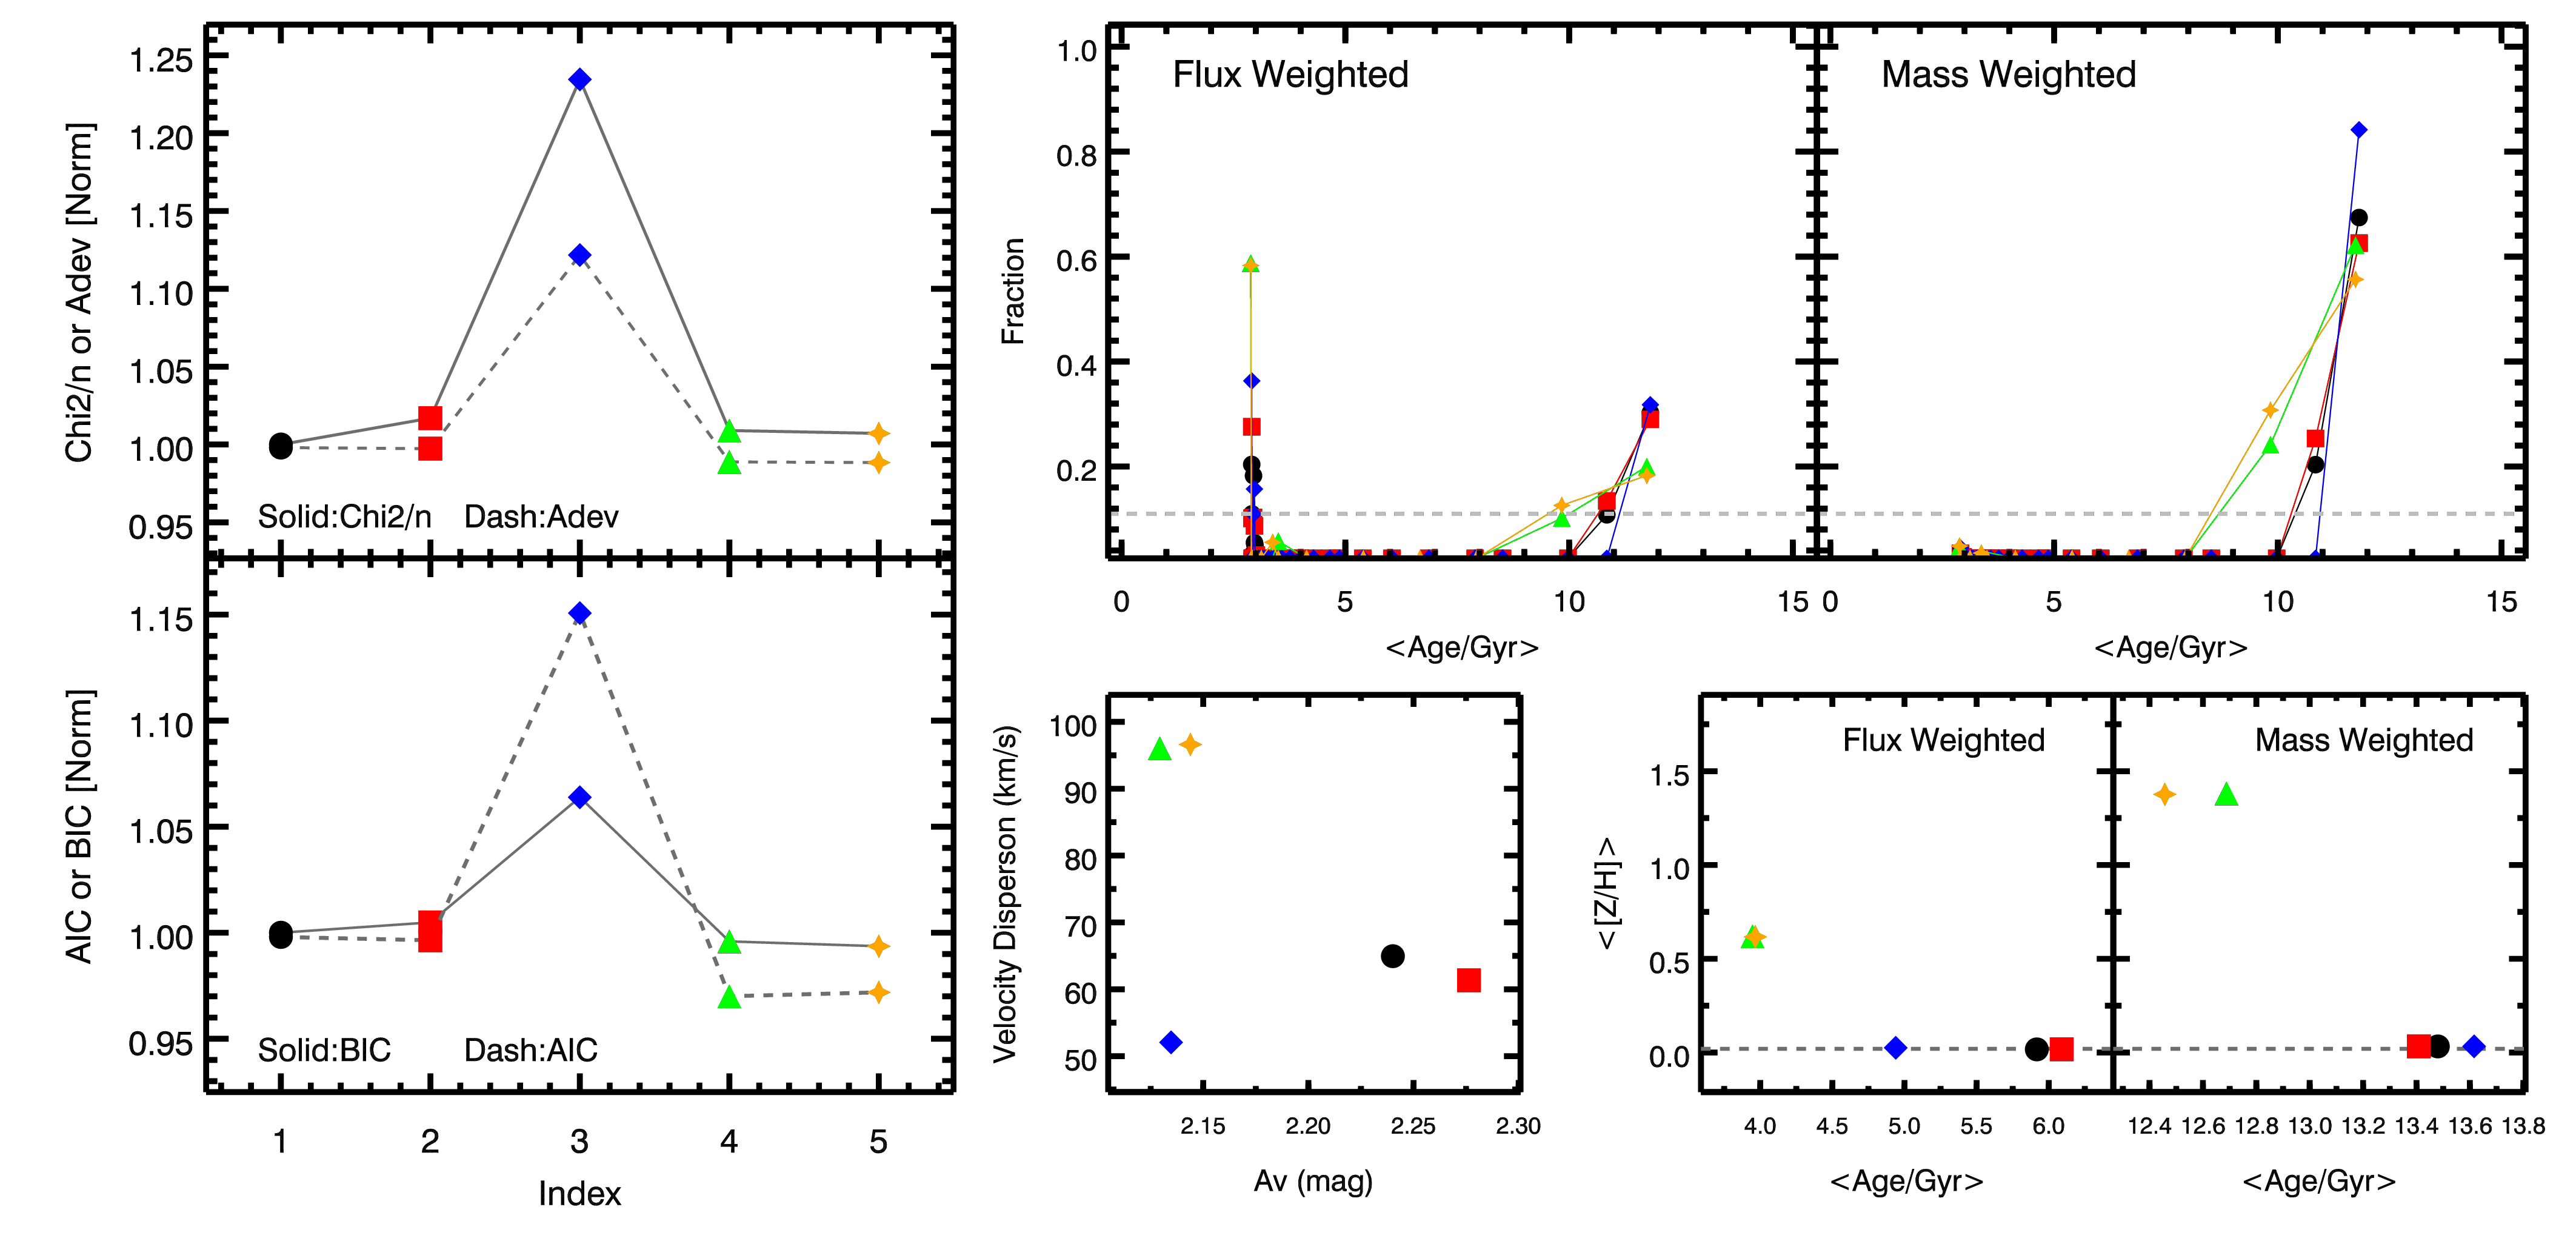 Chi2/n or Adev [Norm]
1.25
1.20
1.15
1.10
1.05
1.00
0.95
Solid:Chi2/n Dash:Adev
AIC or BIC [Norm]
1.15
1.10
1.05
1.00
0.95
Solid:BIC Dash:AIC
1 2 3 4 5
Index
Fraction
1.0
0.8
0.6
0.4
0.2
Flux Weighted
Mass Weighted
0 5 10 15
0 5 10 15
<Age/Gyr>
<Age/Gyr>
Velocity Disperson (km/s)
100
90
80
70
60
50
2.15 2.20 2.25 2.30
Av (mag)
<[Z/H]>
1.5
1.0
0.5
0.0
Flux Weighted
Mass Weighted
4.0 4.5 5.0 5.5 6.0
12.4 12.6 12.8 13.0 13.2 13.4 13.6 13.8
<Age/Gyr>
<Age/Gyr>